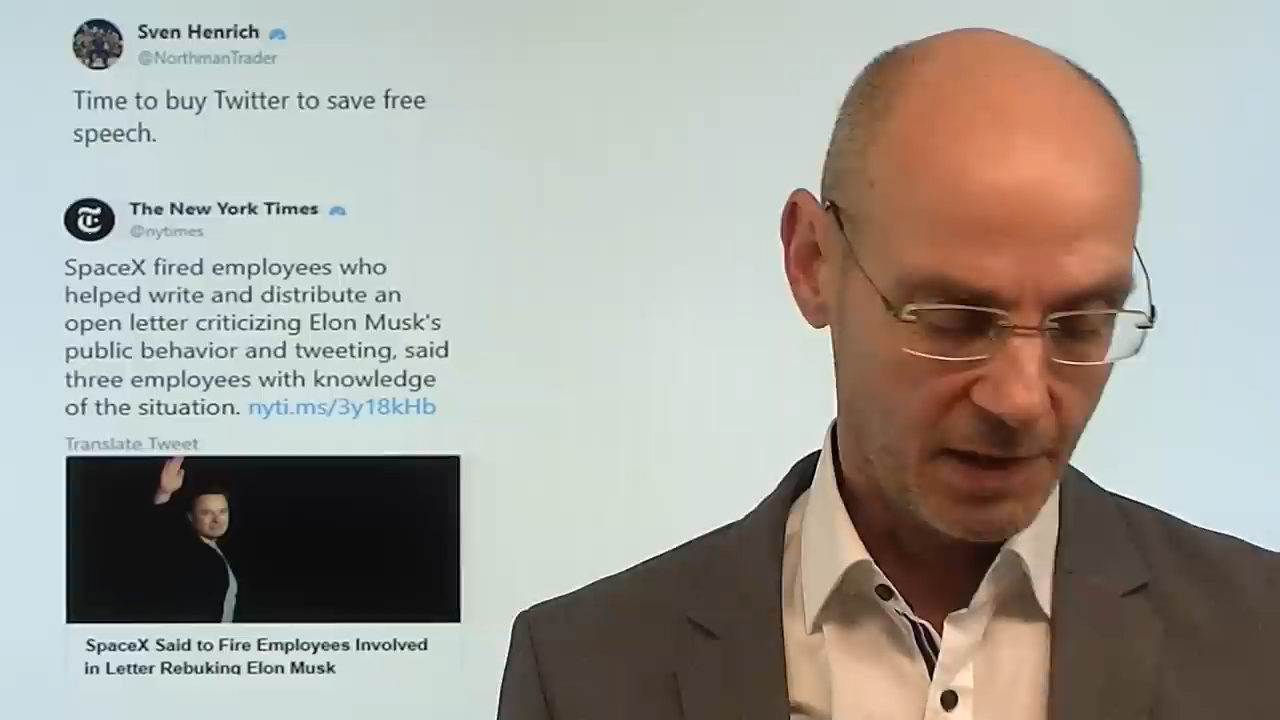 Sven Henrich
@NorthmanTrader
Time to buy Twitter to save free
speech.
The New York Times
@nytimes
SpaceX fired employees who
helped write and distribute an
open letter criticizing Elon Musk's
public behavior and tweeting, said
three employees with knowledge
of the situation. nyti.ms/3y18kHb
Translate Tweet
SpaceX Said to Fire Employees Involved
in Letter Rebuking Elon Musk